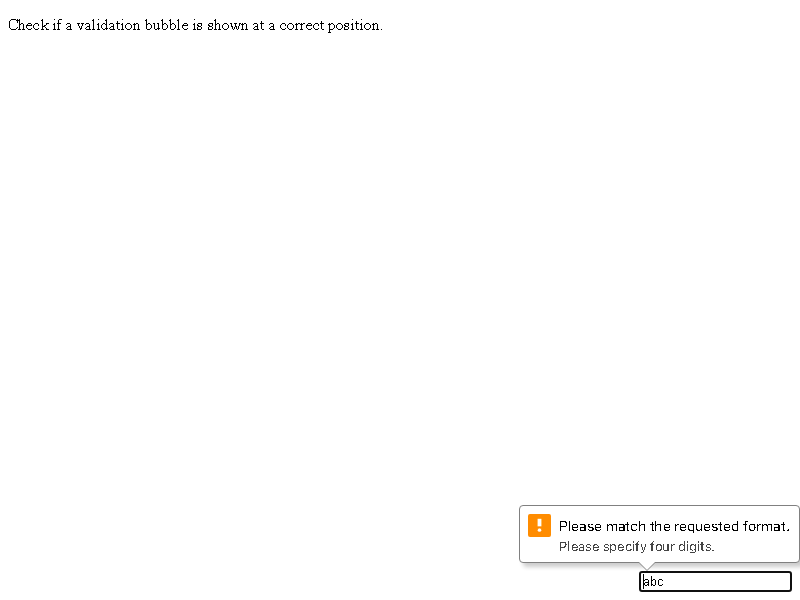 Check if a validation bubble is shown at a correct position.
Please match the requested format.
Please specify four digits.
abc